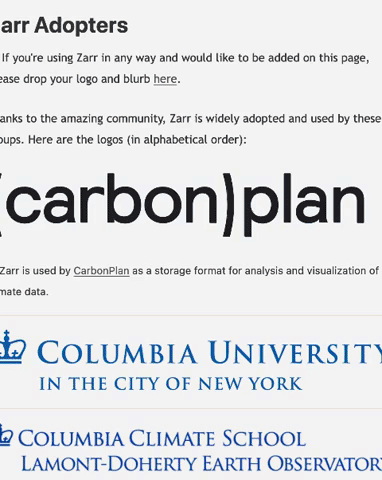 arr Adopters
If you're using Zarr in any way and would like to be added on this page,
ease drop your logo and blurb here.
anks to the amazing community, Zarr is widely adopted and used by these
oups. Here are the logos (in alphabetical order):
(carbon)plan
Zarr is used by CarbonPlan as a storage format for analysis and visualization of
mate data.
COLUMBIA UNIVERSITY
IN THE CITY OF NEW YORK
COLUMBIA CLIMATE SCHOOL
LAMONT-DOHERTY EARTH OBSERVATORY